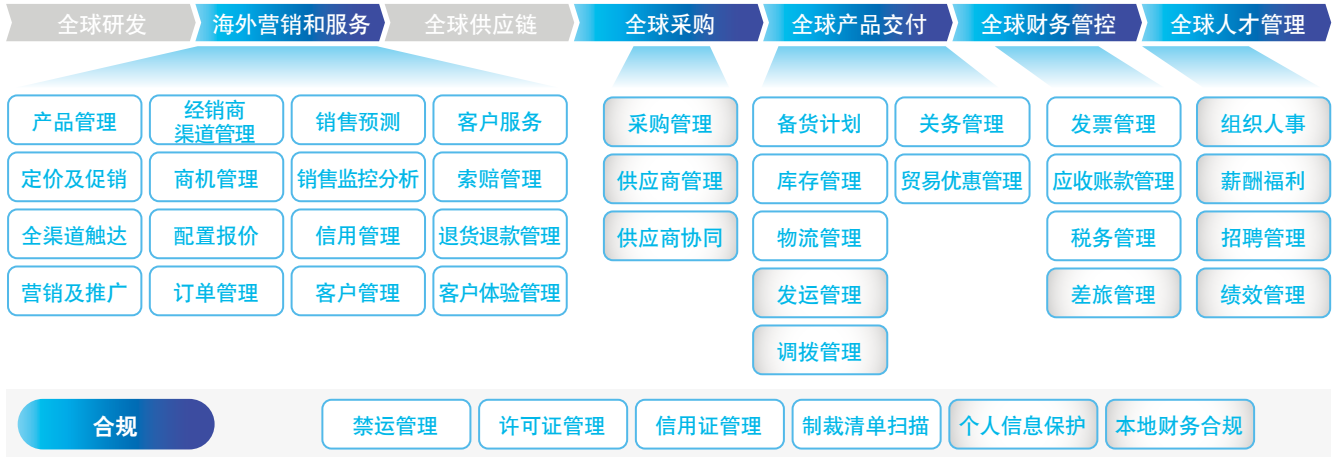 全球研发
海外营销和服务
全球供应链
全球采购
全球产品交付
全球财务管控
全球人才管理
产品管理
经销商
渠道管理
销售预测
客户服务
采购管理
备货计划
关务管理
发票管理
组织人事
定价及促销
商机管理
销售监控分析
索赔管理
供应商管理
库存管理
贸易优惠管理
应收账款管理
薪酬福利
全渠道触达
配置报价
信用管理
退货退款管理
供应商协同
物流管理
税务管理
招聘管理
营销及推广
订单管理
客户管理
客户体验管理
发运管理
差旅管理
绩效管理
调拨管理
合规
禁运管理
许可证管理
信用证管理
制裁清单扫描
个人信息保护
本地财务合规